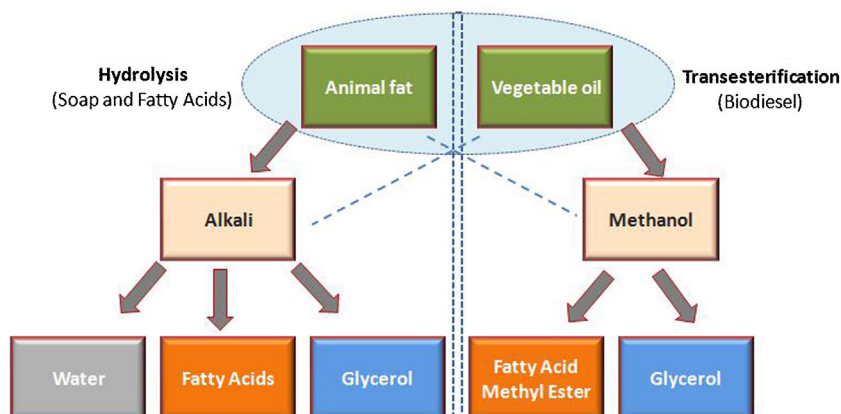 Hydrolysis
(Soap and Fatty Acids)
Animal fat
Vegetable oil
Transesterification
(Biodiesel)
Alkali
Methanol
Water
Fatty Acids
Glycerol
Fatty Acid
Methyl Ester
Glycerol